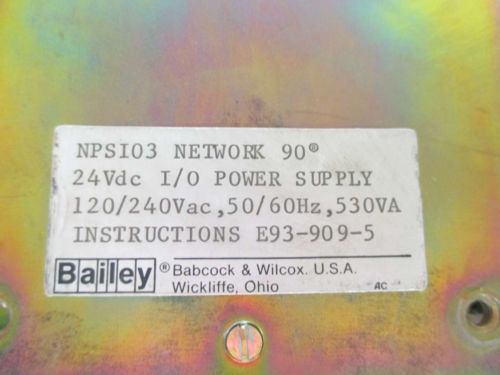 NPSI03 NETWORK 90®
24Vdc I/O POWER SUPPLY
120/240Vac,50/60Hz,530VA
INSTRUCTIONS E93-909-5
Bailey® Babcock & Wilcox. U.S.A.
Wickliffe, Ohio AC